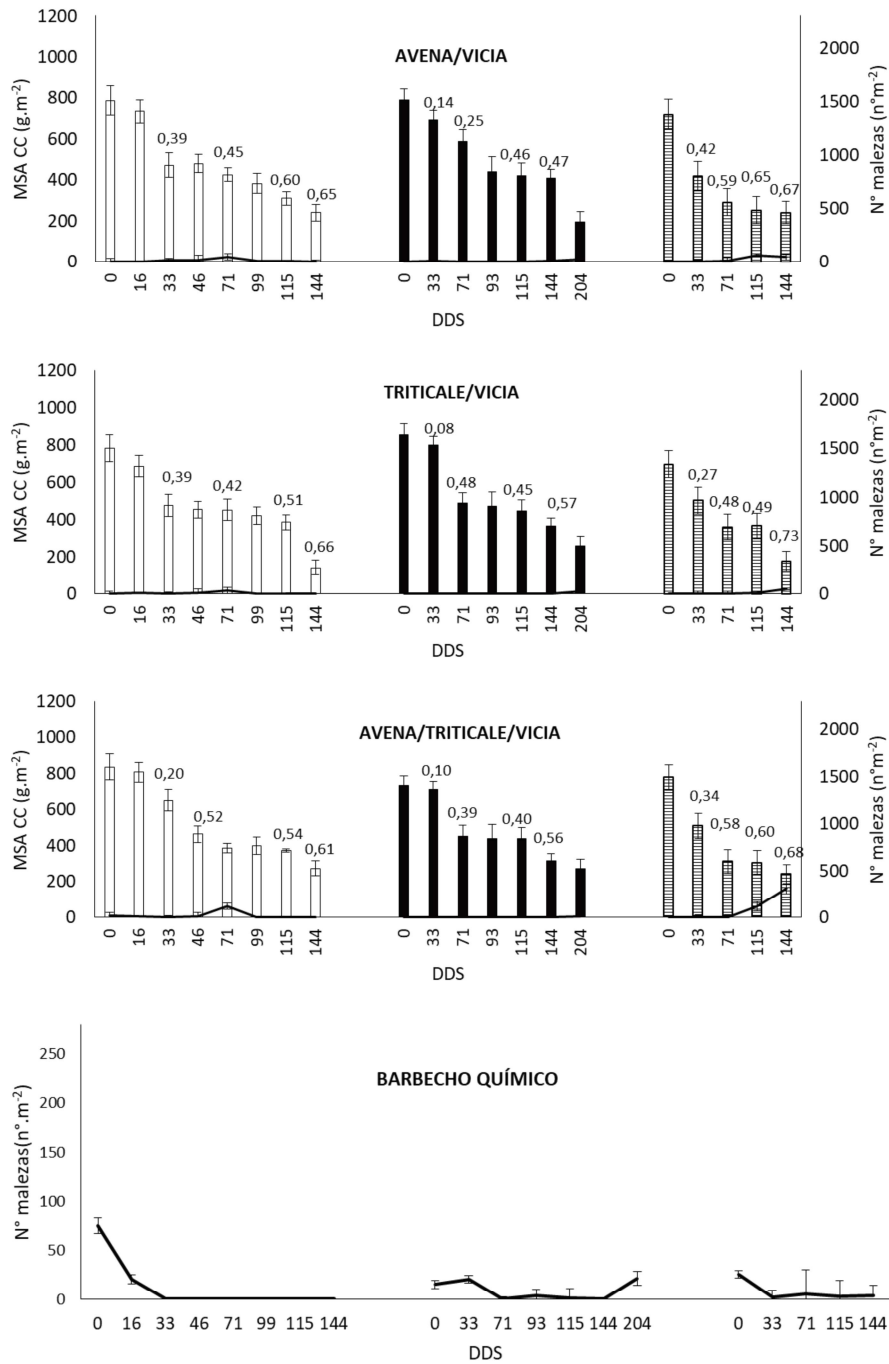 AVENA/VICIA
MSA CC (g.m⁻²)
1200
1000
800
600
400
200
0
0,39
0,45
0,60
0,65
0,14
0,25
0,46
0,47
0,42
0,59
0,65
0,67
2000
1500
1000
500
0
N° malezas (n°m⁻²)
0 16 33 46 71 99 115 144
0 33 71 93 115 144 204
0 33 71 115 144
DDS
TRITICALE/VICIA
MSA CC (g.m⁻²)
1200
1000
800
600
400
200
0
0,39
0,42
0,51
0,66
0,08
0,48
0,45
0,57
0,27
0,48
0,49
0,73
2000
1500
1000
500
0
N° malezas (n°m⁻²)
0 16 33 46 71 99 115 144
0 33 71 93 115 144 204
0 33 71 115 144
DDS
AVENA/TRITICALE/VICIA
MSA CC (g.m⁻²)
1200
1000
800
600
400
200
0
0,20
0,52
0,54
0,61
0,10
0,39
0,40
0,56
0,34
0,58
0,60
0,68
2000
1500
1000
500
0
N° malezas (n°m⁻²)
0 16 33 46 71 99 115 144
0 33 71 93 115 144 204
0 33 71 115 144
DDS
BARBECHO QUÍMICO
N° malezas(n°.m⁻²)
250
200
150
100
50
0
0 16 33 46 71 99 115 144
0 33 71 93 115 144 204
0 33 71 115 144
DDS